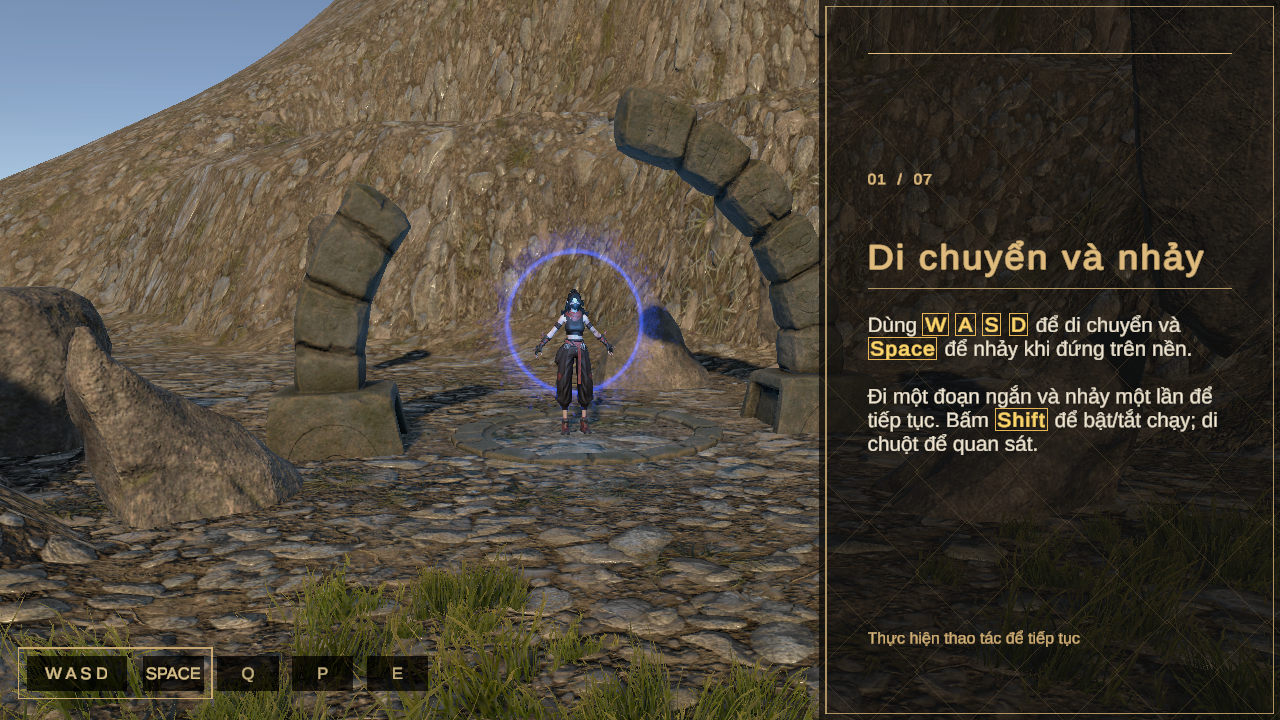 01 / 07
Di chuyển và nhảy
Dùng W A S D để di chuyển và
Space để nhảy khi đứng trên nền.
Đi một đoạn ngắn và nhảy một lần để
tiếp tục. Bấm Shift để bật/tắt chạy; di
chuột để quan sát.
Thực hiện thao tác để tiếp tục
WASD SPACE Q P E